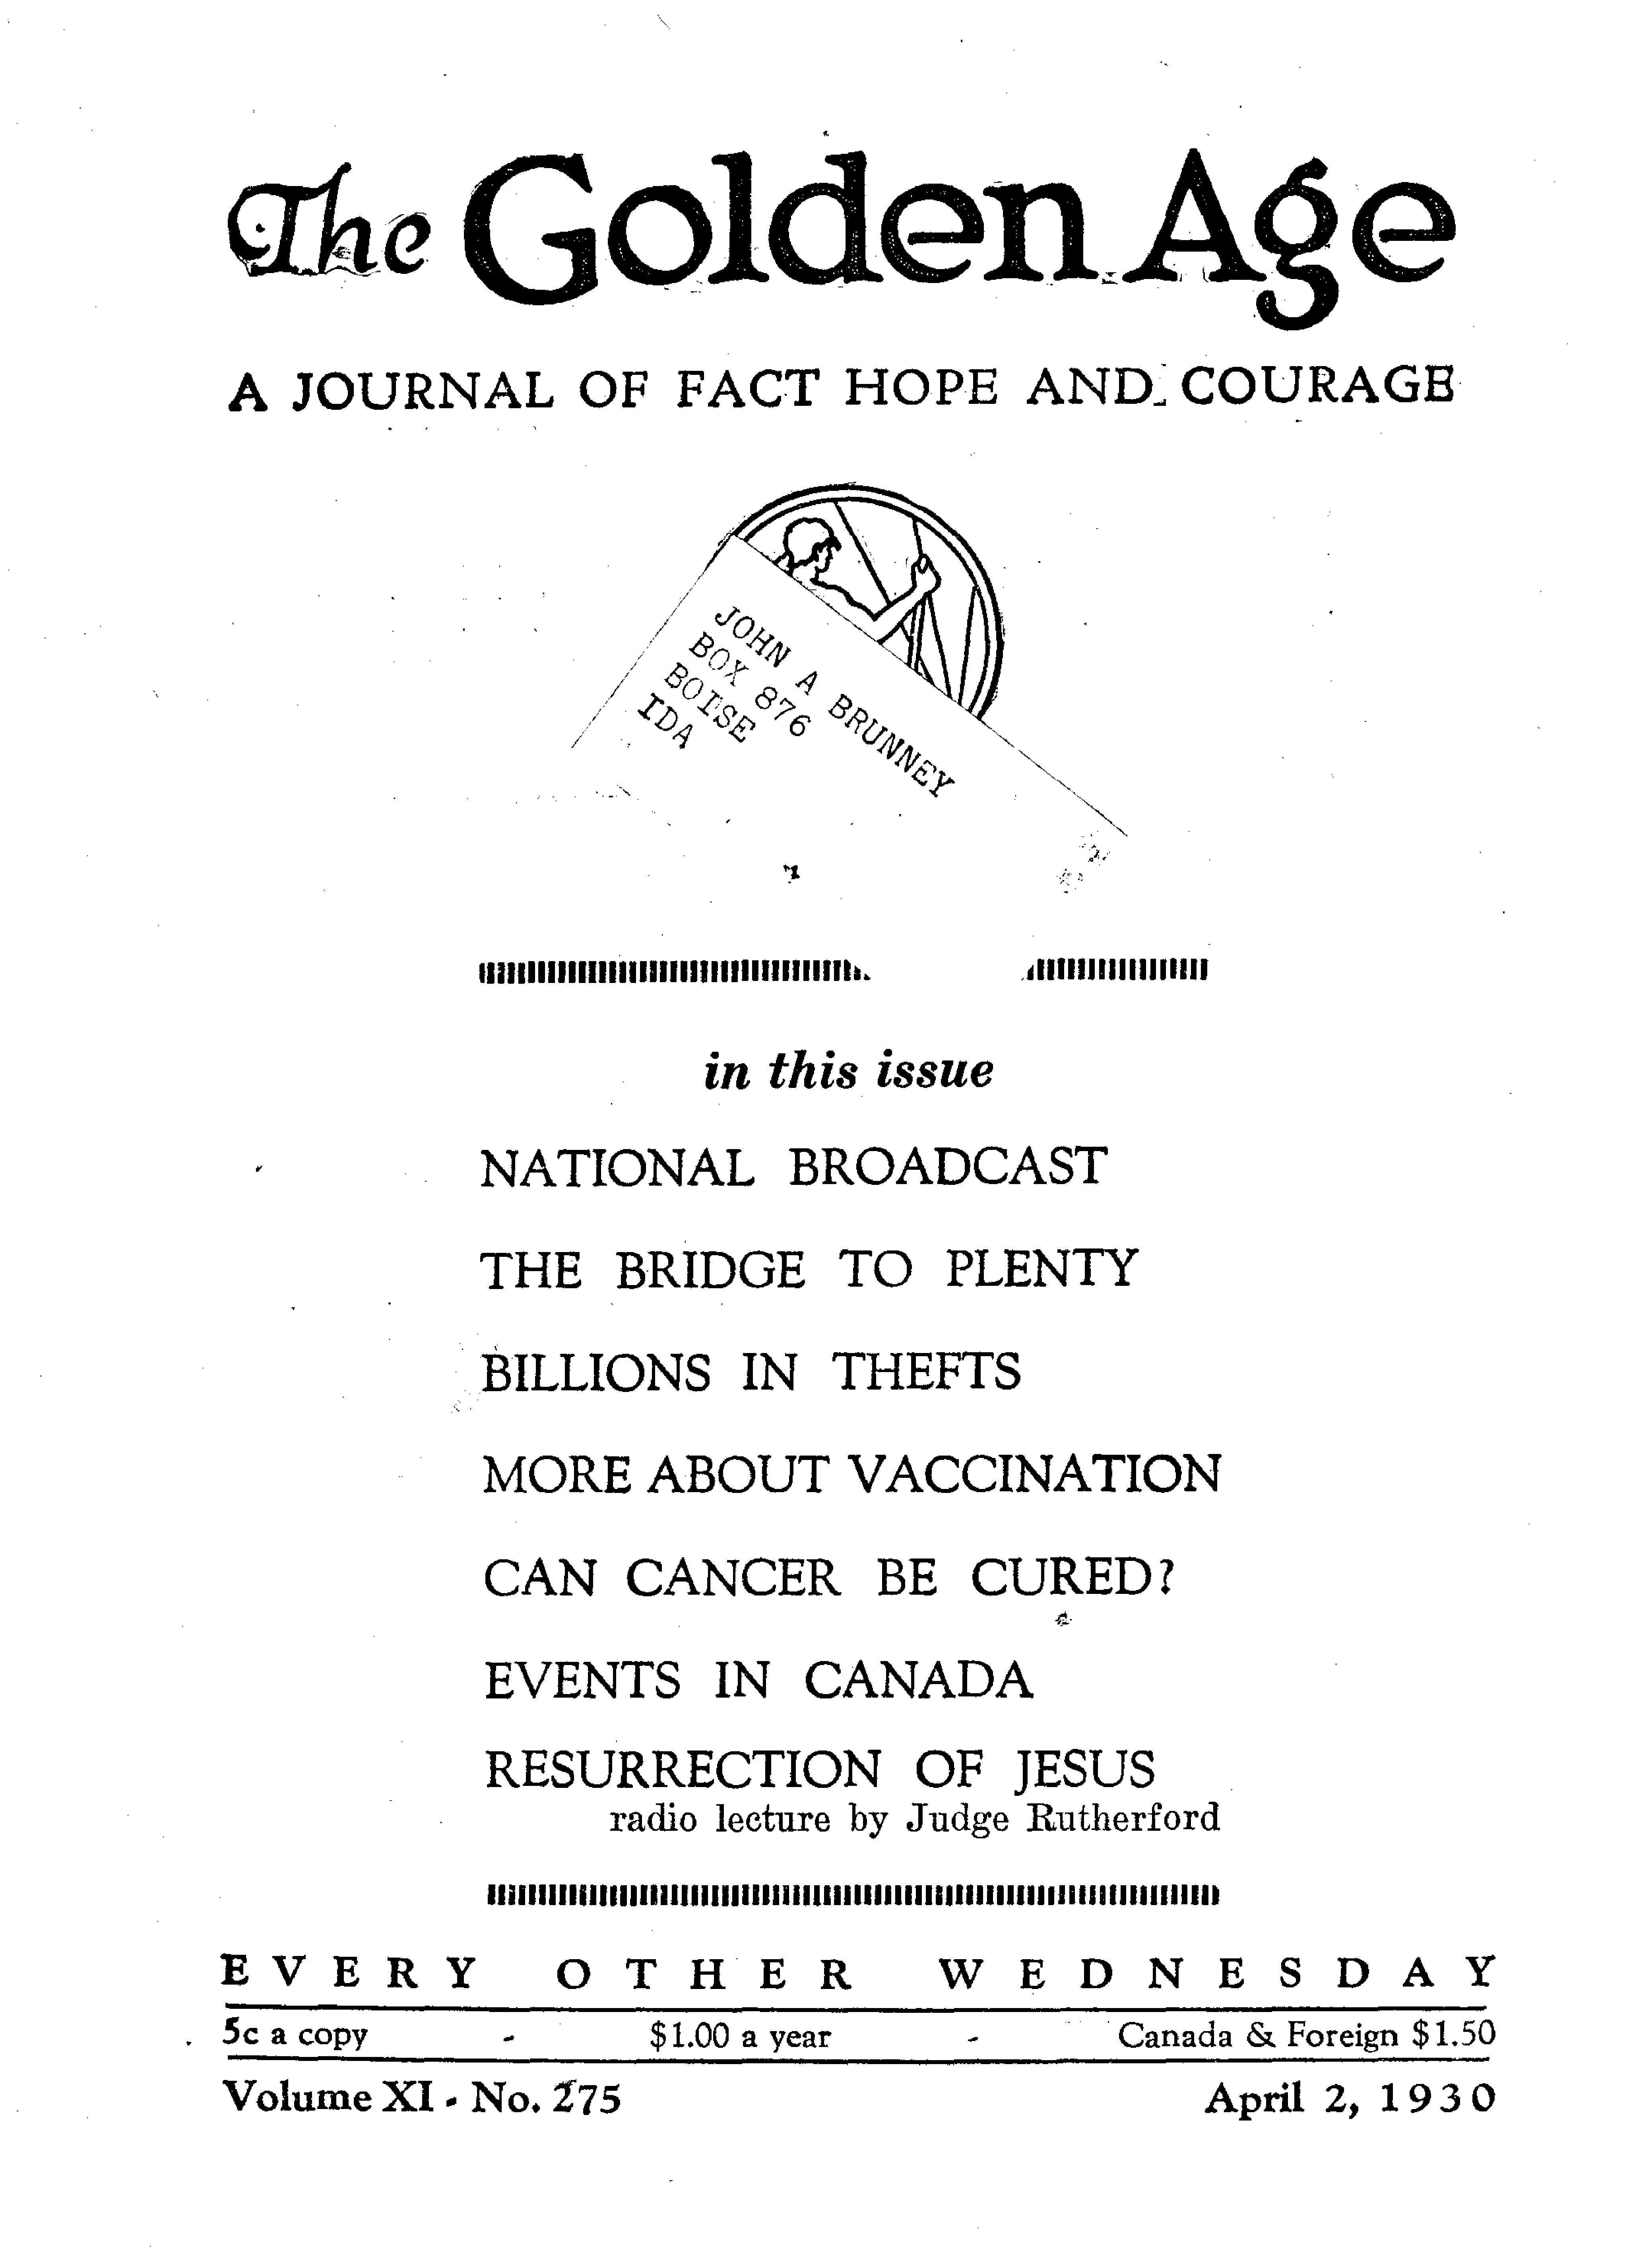 The Golden Age
A JOURNAL OF FACT HOPE AND COURAGE
JOHN A BRUNNEY
BOX 876
BOISE
IDA
in this issue
NATIONAL BROADCAST
THE BRIDGE TO PLENTY
BILLIONS IN THEFTS
MORE ABOUT VACCINATION
CAN CANCER BE CURED?
EVENTS IN CANADA
RESURRECTION OF JESUS
radio lecture by Judge Rutherford
EVERY OTHER WEDNESDAY
5c a copy - $1.00 a year - Canada & Foreign $1.50
Volume XI - No. 275 April 2, 1930